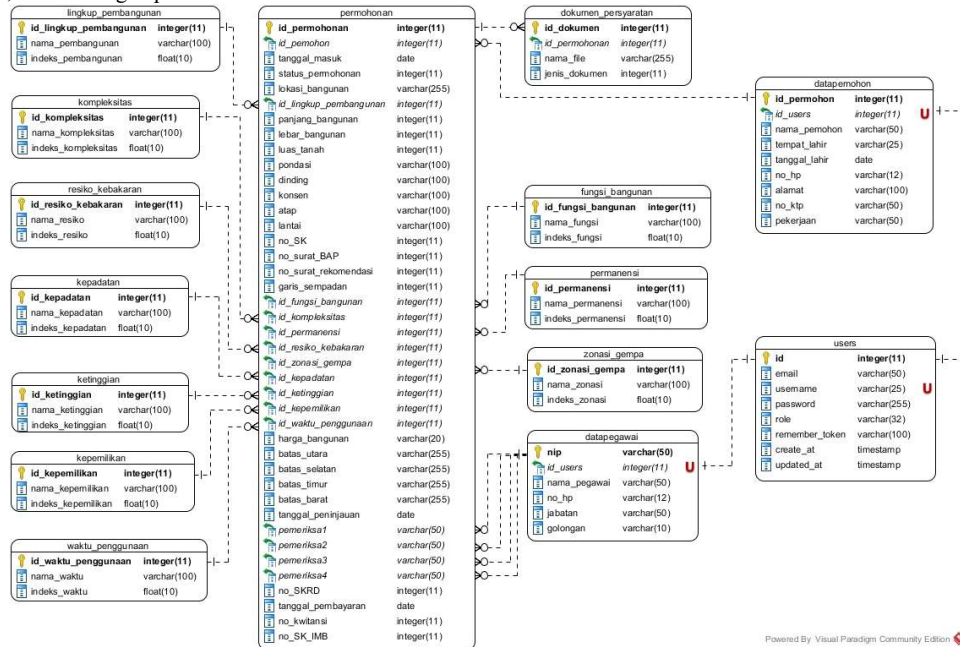 lingkup_pembangunan
id_lingkup_pembangunan integer(11)
nama_pembangunan varchar(100)
indeks_pembangunan float(10)
kompleksitas
id_kompleksitas integer(11)
nama_kompleksitas varchar(100)
indeks_kompleksitas float(10)
resiko_kebakaran
id_resiko_kebakaran integer(11)
nama_resiko varchar(100)
indeks_resiko float(10)
kepadatan
id_kepadatan integer(11)
nama_kepadatan varchar(100)
indeks_kepadatan float(10)
ketinggian
id_ketinggian integer(11)
nama_ketinggian varchar(100)
indeks_ketinggian float(10)
kepemilikan
id_kepemilikan integer(11)
nama_kepemilikan varchar(100)
indeks_kepemilikan float(10)
waktu_penggunaan
id_waktu_penggunaan integer(11)
nama_waktu varchar(100)
indeks_waktu float(10)
permohonan
id_permohonan integer(11)
id_pemohon integer(11)
tanggal_masuk date
status_permohonan integer(11)
lokasi_bangunan varchar(255)
id_lingkup_pembangunan integer(11)
panjang_bangunan integer(11)
lebar_bangunan integer(11)
luas_tanah integer(11)
pondasi varchar(100)
dinding varchar(100)
konsen varchar(100)
atap varchar(100)
lantai varchar(100)
no_SK integer(11)
no_surat_BAP integer(11)
no_surat_rekomendasi integer(11)
garis_sempadan integer(11)
id_fungsi_bangunan integer(11)
id_kompleksitas integer(11)
id_permanensi integer(11)
id_resiko_kebakaran integer(11)
id_zonasi_gempa integer(11)
id_kepadatan integer(11)
id_ketinggian integer(11)
id_kepemilikan integer(11)
id_waktu_penggunaan integer(11)
harga_bangunan varchar(20)
batas_utara varchar(255)
batas_selatan varchar(255)
batas_timur varchar(255)
batas_barat varchar(255)
tanggal_peninjauan date
pemeriksa1 varchar(50)
pemeriksa2 varchar(50)
pemeriksa3 varchar(50)
pemeriksa4 varchar(50)
no_SKRD integer(11)
tanggal_pembayaran date
no_kwitansi integer(11)
no_SK_IMB integer(11)
dokumen_persyaratan
id_dokumen integer(11)
id_permohonan integer(11)
nama_file varchar(255)
jenis_dokumen integer(11)
fungsi_bangunan
id_fungsi_bangunan integer(11)
nama_fungsi varchar(100)
indeks_fungsi float(10)
permanensi
id_permanensi integer(11)
nama_permanensi varchar(100)
indeks_permanensi float(10)
zonasi_gempa
id_zonasi_gempa integer(11)
nama_zonasi varchar(100)
indeks_zonasi float(10)
datapegawai
nip varchar(50)
id_users integer(11) U
nama_pegawai varchar(50)
no_hp varchar(12)
jabatan varchar(50)
golongan varchar(10)
datapemohon
id_permohon integer(11)
id_users integer(11) U
nama_pemohon varchar(50)
tempat_lahir varchar(25)
tanggal_lahir date
no_hp varchar(12)
alamat varchar(100)
no_ktp varchar(50)
pekerjaan varchar(50)
users
id integer(11)
email varchar(50)
username varchar(25) U
password varchar(255)
role varchar(32)
remember_token varchar(100)
create_at timestamp
updated_at timestamp
Powered By Visual Paradigm Community Edition